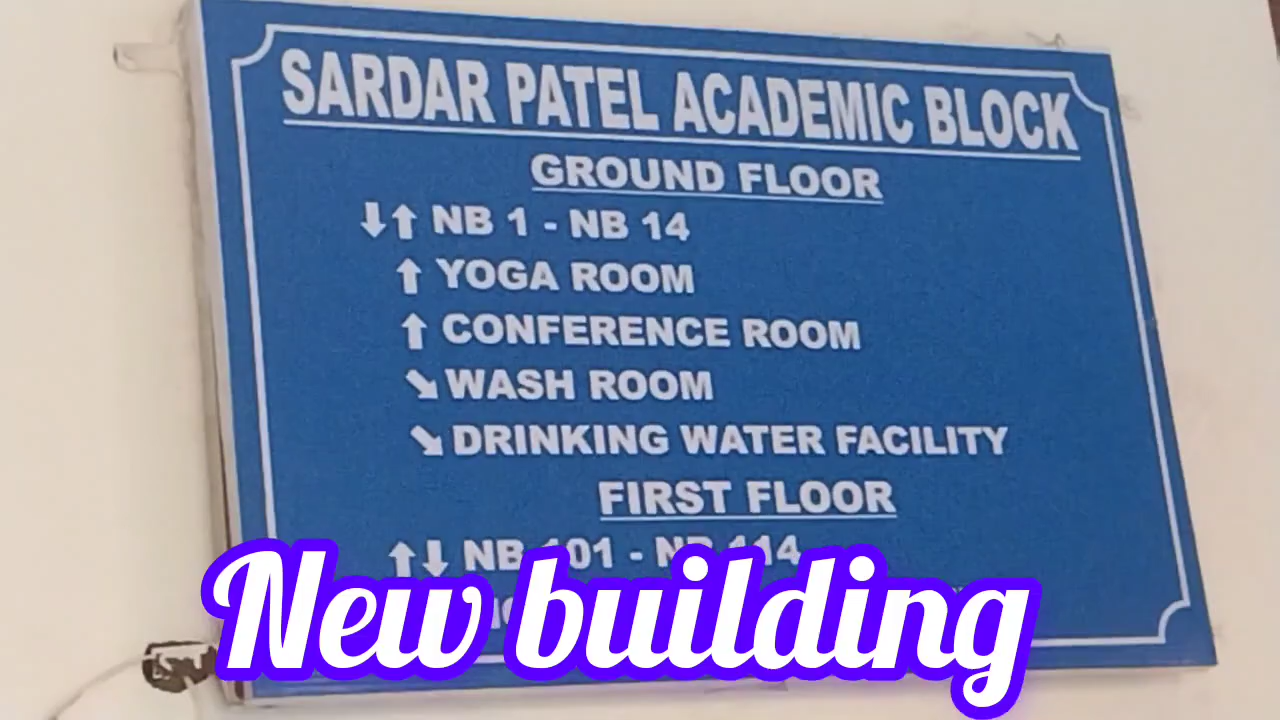 SARDAR PATEL ACADEMIC BLOCK
GROUND FLOOR
↓↑ NB 1 - NB 14
↑ YOGA ROOM
↑ CONFERENCE ROOM
↘ WASH ROOM
↘ DRINKING WATER FACILITY
FIRST FLOOR
↑↓ NB 101 - NB 114
New building